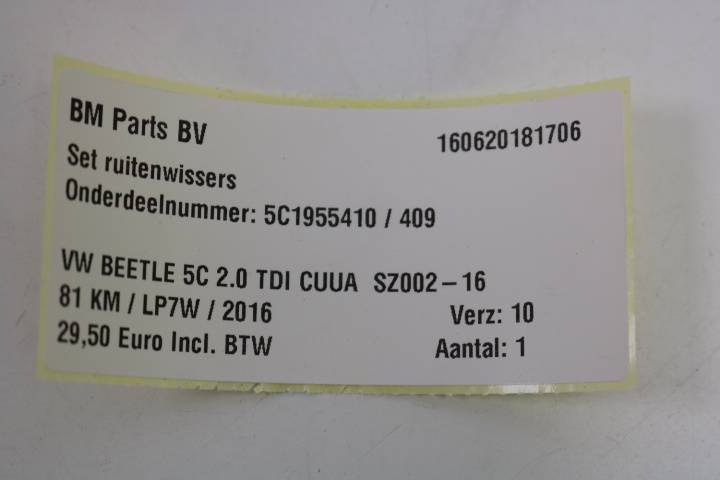 BM Parts BV 160620181706
Set ruitenwissers
Onderdeelnummer: 5C1955410 / 409
VW BEETLE 5C 2.0 TDI CUUA SZ002-16
81 KM / LP7W / 2016 Verz: 10
29,50 Euro Incl. BTW Aantal: 1